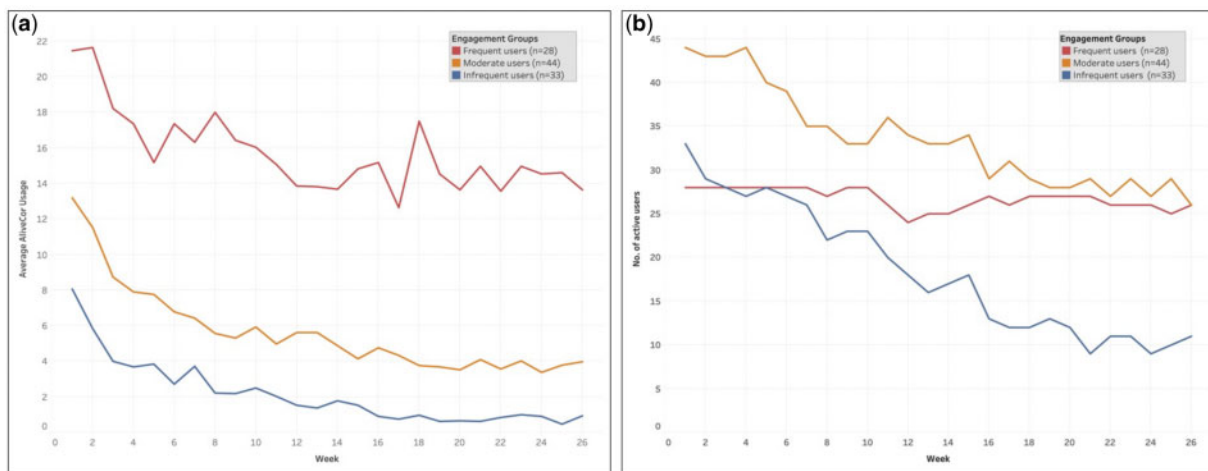 (a)
Engagement Groups
Frequent users (n=28)
Moderate users (n=44)
Infrequent users (n=33)
22
20
18
16
14
12
10
8
6
4
2
0
Average AliveCor Usage
0 2 4 6 8 10 12 14 16 18 20 22 24 26
Week
(b)
Engagement Groups
Frequent users (n=28)
Moderate users (n=44)
Infrequent users (n=33)
45
40
35
30
25
20
15
10
5
0
No. of active users
0 2 4 6 8 10 12 14 16 18 20 22 24 26
Week